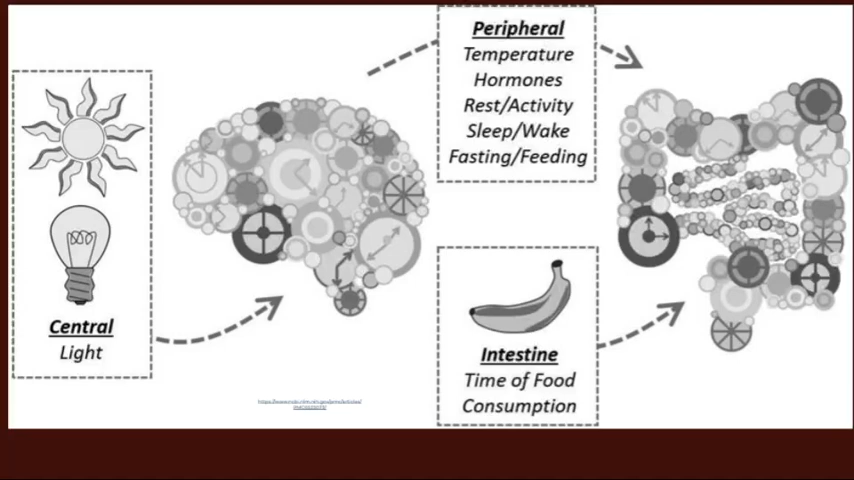 Central
Light
Peripheral
Temperature
Hormones
Rest/Activity
Sleep/Wake
Fasting/Feeding
Intestine
Time of Food
Consumption